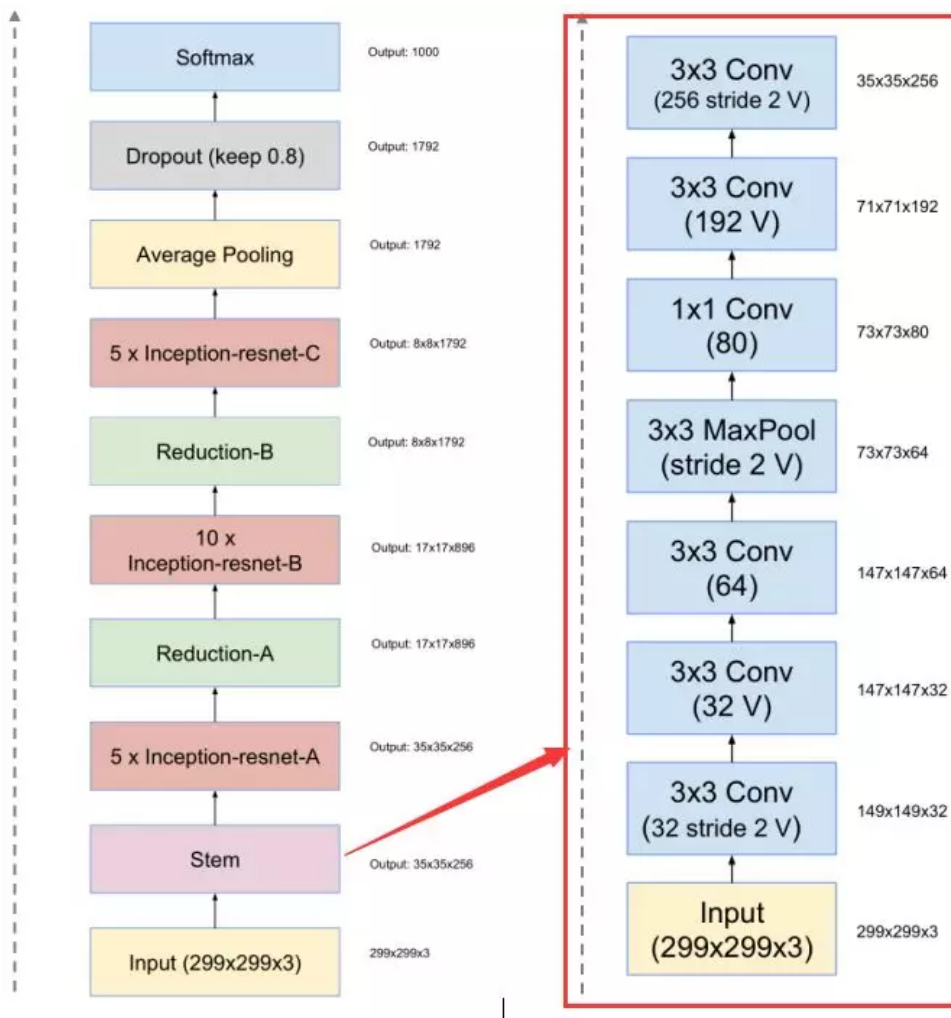 Softmax
Output: 1000
Dropout (keep 0.8)
Output: 1792
Average Pooling
Output: 1792
5 x Inception-resnet-C
Output: 8x8x1792
Reduction-B
Output: 8x8x1792
10 x
Inception-resnet-B
Output: 17x17x896
Reduction-A
Output: 17x17x896
5 x Inception-resnet-A
Output: 35x35x256
Stem
Output: 35x35x256
Input (299x299x3)
299x299x3
3x3 Conv
(256 stride 2 V)
35x35x256
3x3 Conv
(192 V)
71x71x192
1x1 Conv
(80)
73x73x80
3x3 MaxPool
(stride 2 V)
73x73x64
3x3 Conv
(64)
147x147x64
3x3 Conv
(32 V)
147x147x32
3x3 Conv
(32 stride 2 V)
149x149x32
Input
(299x299x3)
299x299x3